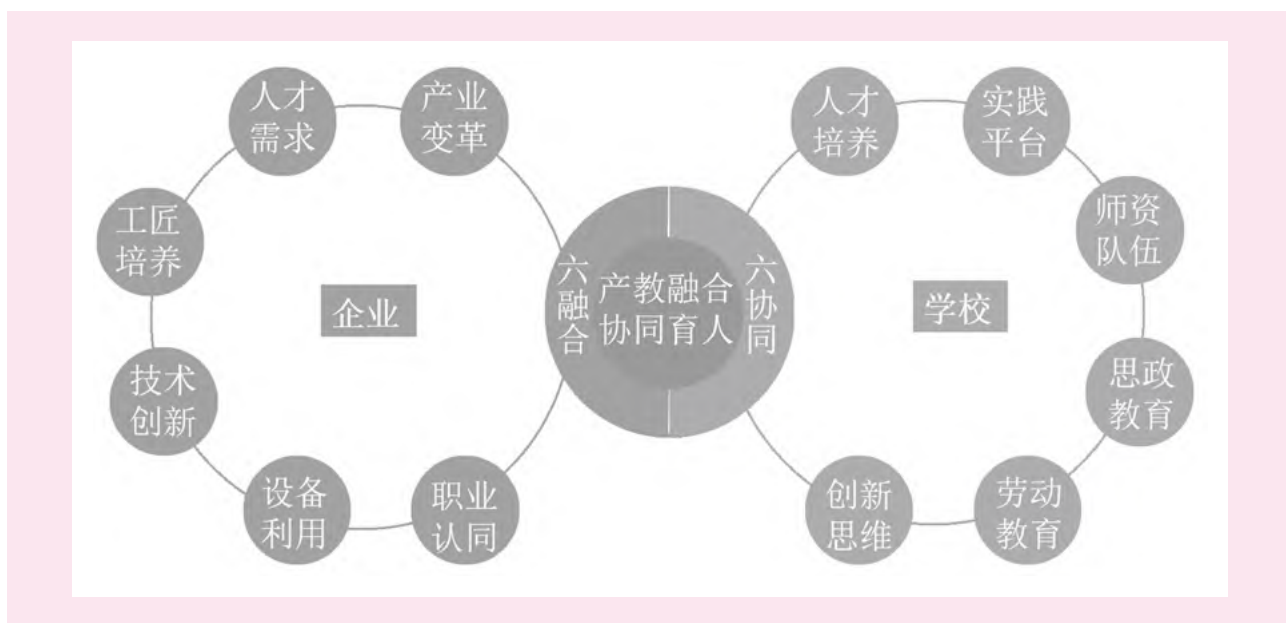 人才
需求
产业
变革
工匠
培养
企业
技术
创新
设备
利用
职业
认同
六融合
产教融合
协同育人
六协同
人才
培养
实践
平台
师资
队伍
学校
思政
教育
创新
思维
劳动
教育